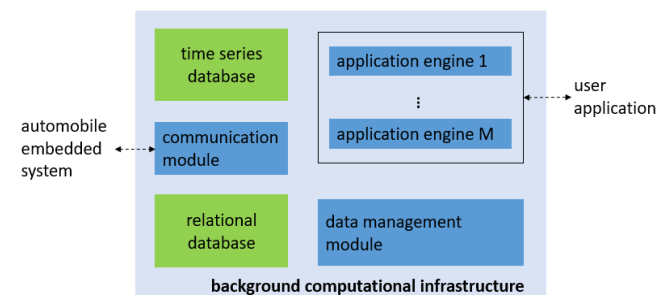 time series
database
application engine 1
...
application engine M
user
application
automobile
embedded
system
communication
module
relational
database
data management
module
background computational infrastructure